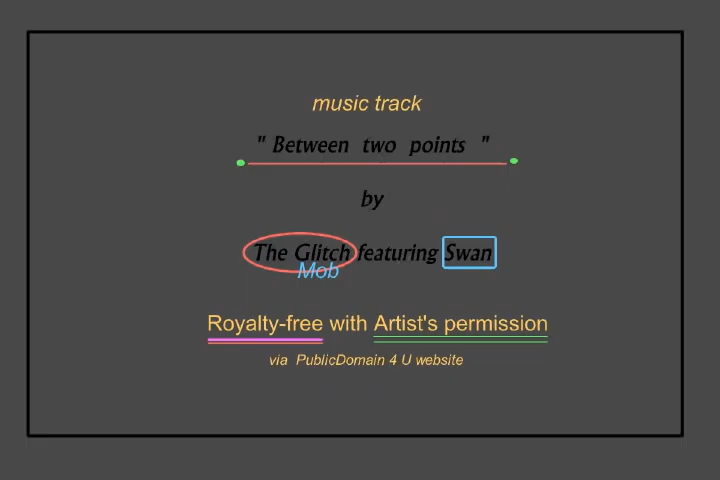 music track
" Between two points "
by
The Glitch featuring Swan
Mob
Royalty-free with Artist's permission
via PublicDomain 4 U website